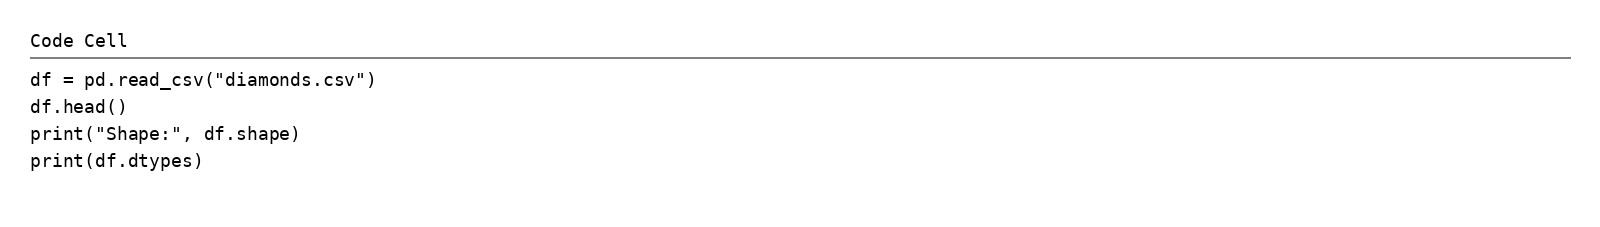 Code Cell
df = pd.read_csv("diamonds.csv")
df.head()
print("Shape:", df.shape)
print(df.dtypes)